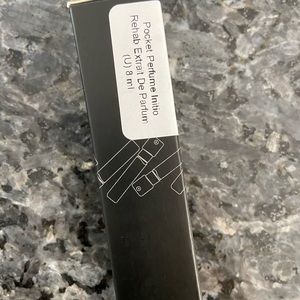 Pocket Perfume Initio
Rehab Extrait De Parfum
(U) 8 ml